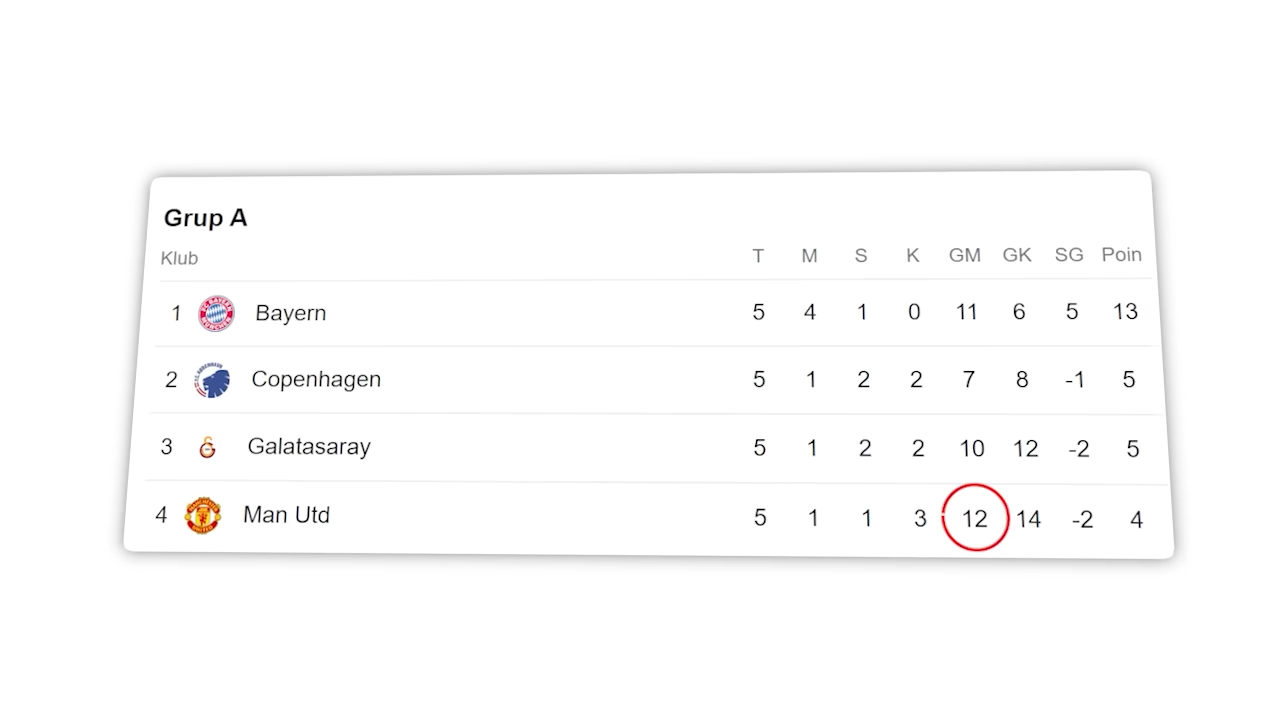 Grup A
Klub T M S K GM GK SG Poin
1 Bayern 5 4 1 0 11 6 5 13
2 Copenhagen 5 1 2 2 7 8 -1 5
3 Galatasaray 5 1 2 2 10 12 -2 5
4 Man Utd 5 1 1 3 12 14 -2 4